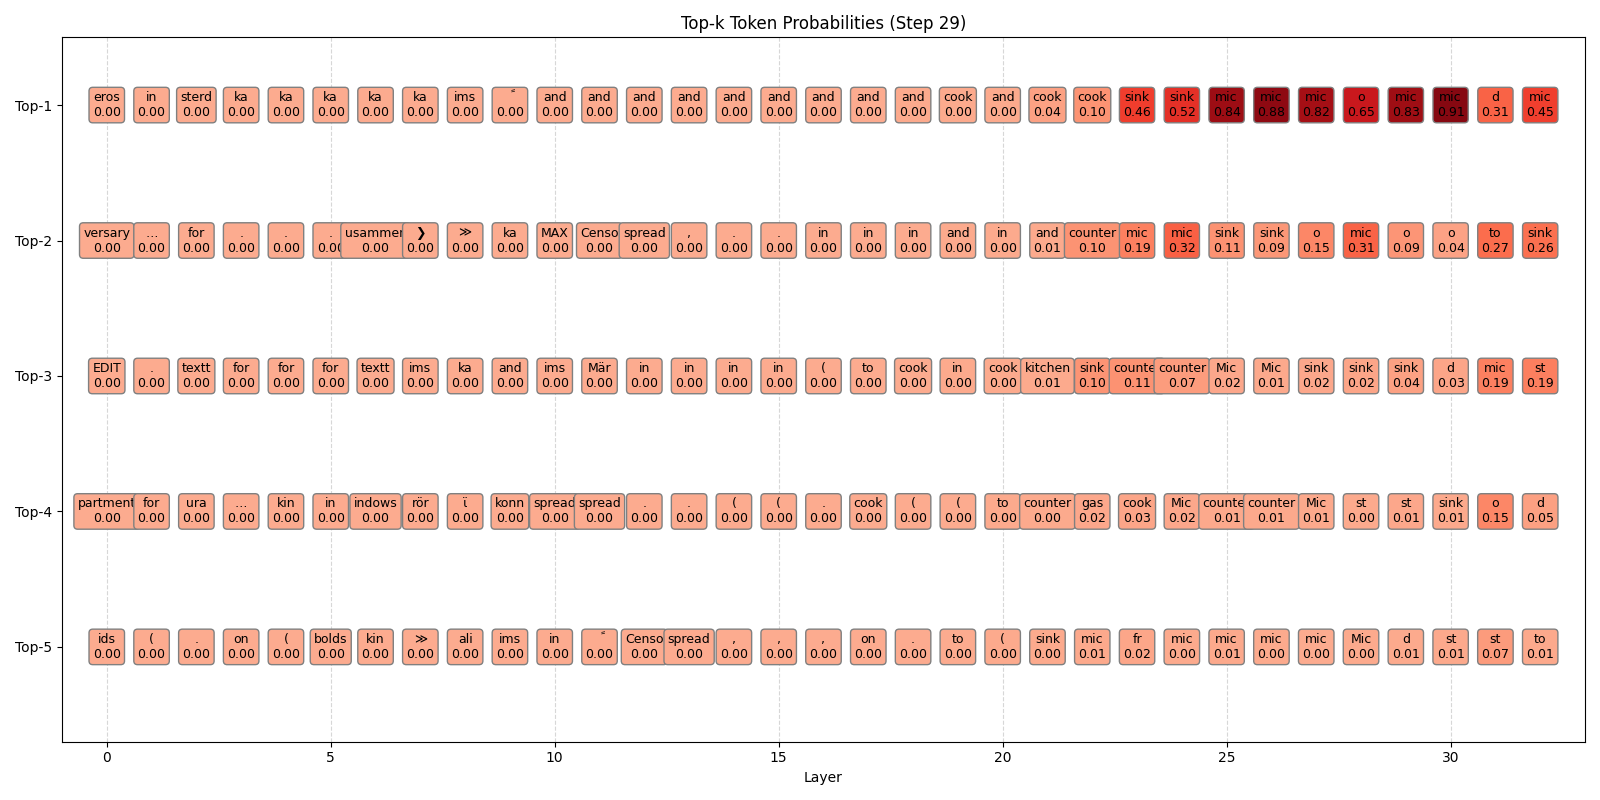 Top-k Token Probabilities (Step 29)
Top-1
eros in sterd ka ka ka ka ka ims and and and and and and and and and cook and cook cook sink sink mic mic mic o mic mic d mic
0.00 0.00 0.00 0.00 0.00 0.00 0.00 0.00 0.00 0.00 0.00 0.00 0.00 0.00 0.00 0.00 0.00 0.00 0.00 0.00 0.00 0.04 0.10 0.46 0.52 0.84 0.88 0.82 0.65 0.83 0.91 0.31 0.45
Top-2
versary ... for . . . usammer ❯ ≫ ka MAX Censo spread , . . in in in and in and counter mic mic sink sink o mic o o to sink
0.00 0.00 0.00 0.00 0.00 0.00 0.00 0.00 0.00 0.00 0.00 0.00 0.00 0.00 0.00 0.00 0.00 0.00 0.00 0.00 0.00 0.01 0.10 0.19 0.32 0.11 0.09 0.15 0.31 0.09 0.04 0.27 0.26
Top-3
EDIT . textt for for for textt ims ka and ims Mär in in in in ( to cook in cook kitchen sink counte counter Mic Mic sink sink sink d mic st
0.00 0.00 0.00 0.00 0.00 0.00 0.00 0.00 0.00 0.00 0.00 0.00 0.00 0.00 0.00 0.00 0.00 0.00 0.00 0.00 0.00 0.01 0.10 0.11 0.07 0.02 0.01 0.02 0.02 0.04 0.03 0.19 0.19
Top-4
partment for ura ... kin in indows rör konn spread spread . . ( ( . cook ( ( to counter gas cook Mic counte counter Mic st st sink o d
0.00 0.00 0.00 0.00 0.00 0.00 0.00 0.00 0.00 0.00 0.00 0.00 0.00 0.00 0.00 0.00 0.00 0.00 0.00 0.00 0.00 0.00 0.02 0.03 0.02 0.01 0.01 0.01 0.00 0.01 0.01 0.15 0.05
Top-5
ids ( . on ( bolds kin ≫ ali ims in Censo spread , , , on . to ( sink mic fr mic mic mic mic Mic d st st to
0.00 0.00 0.00 0.00 0.00 0.00 0.00 0.00 0.00 0.00 0.00 0.00 0.00 0.00 0.00 0.00 0.00 0.00 0.00 0.00 0.00 0.00 0.01 0.02 0.00 0.01 0.00 0.00 0.00 0.01 0.01 0.07 0.01
0 5 10 15 20 25 30
Layer